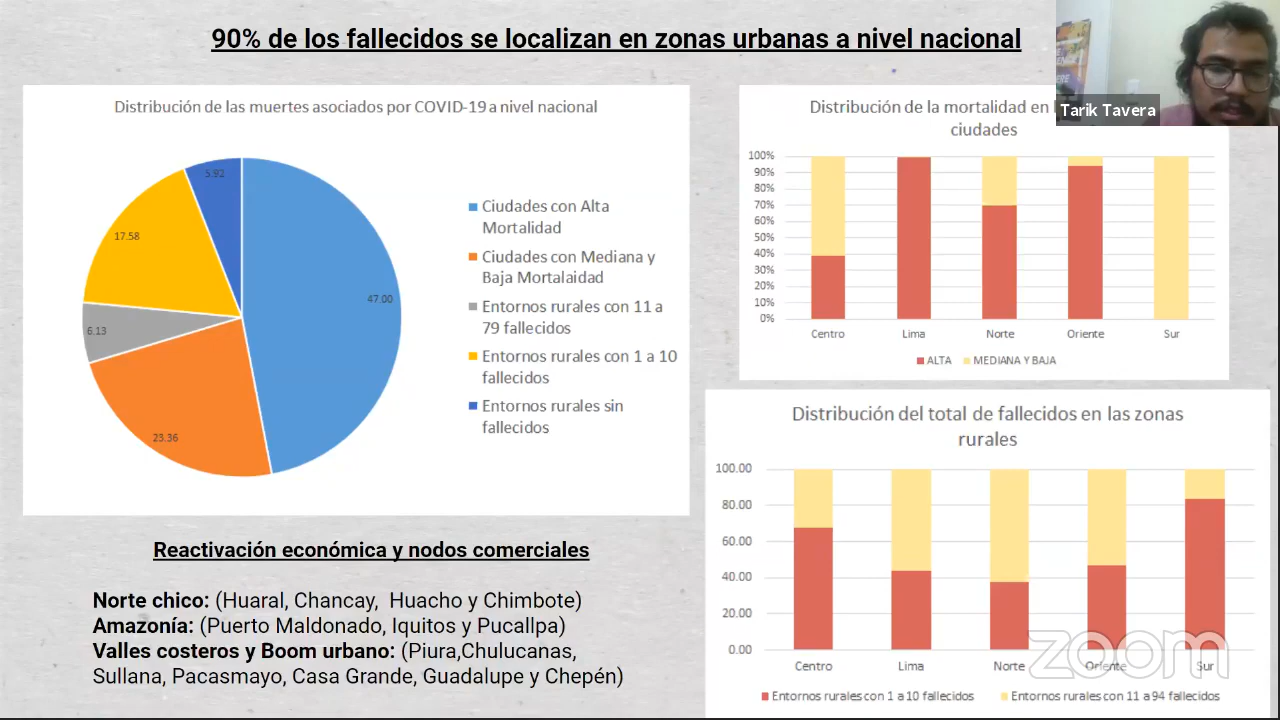 90% de los fallecidos se localizan en zonas urbanas a nivel nacional
Tarik Tavera
Distribución de las muertes asociados por COVID-19 a nivel nacional
5.92
17.58
47.00
6.13
23.36
Ciudades con Alta
Mortalidad
Ciudades con Mediana y
Baja Mortalaidad
Entornos rurales con 11 a
79 fallecidos
Entornos rurales con 1 a 10
fallecidos
Entornos rurales sin
fallecidos
Distribución de la mortalidad en
ciudades
100%
90%
80%
70%
60%
50%
40%
30%
20%
10%
0%
Centro Lima Norte Oriente Sur
ALTA MEDIANA Y BAJA
Distribución del total de fallecidos en las zonas
rurales
100.00
80.00
60.00
40.00
20.00
0.00
Centro Lima Norte Oriente Sur
Entornos rurales con 1 a 10 fallecidos Entornos rurales con 11 a 94 fallecidos
zoom
Reactivación económica y nodos comerciales
Norte chico: (Huaral, Chancay, Huacho y Chimbote)
Amazonía: (Puerto Maldonado, Iquitos y Pucallpa)
Valles costeros y Boom urbano: (Piura,Chulucanas,
Sullana, Pacasmayo, Casa Grande, Guadalupe y Chepén)